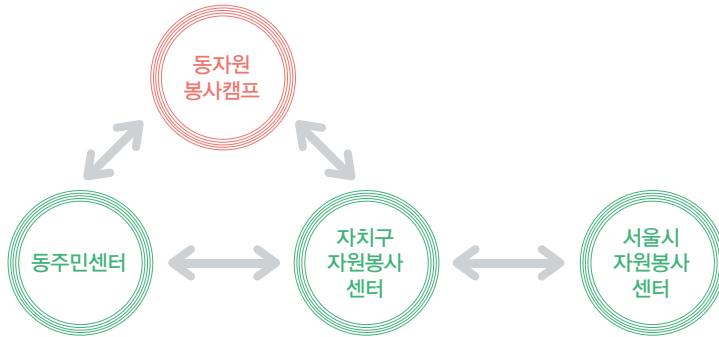 동자원
봉사캠프
동주민센터
자치구
자원봉사
센터
서울시
자원봉사
센터